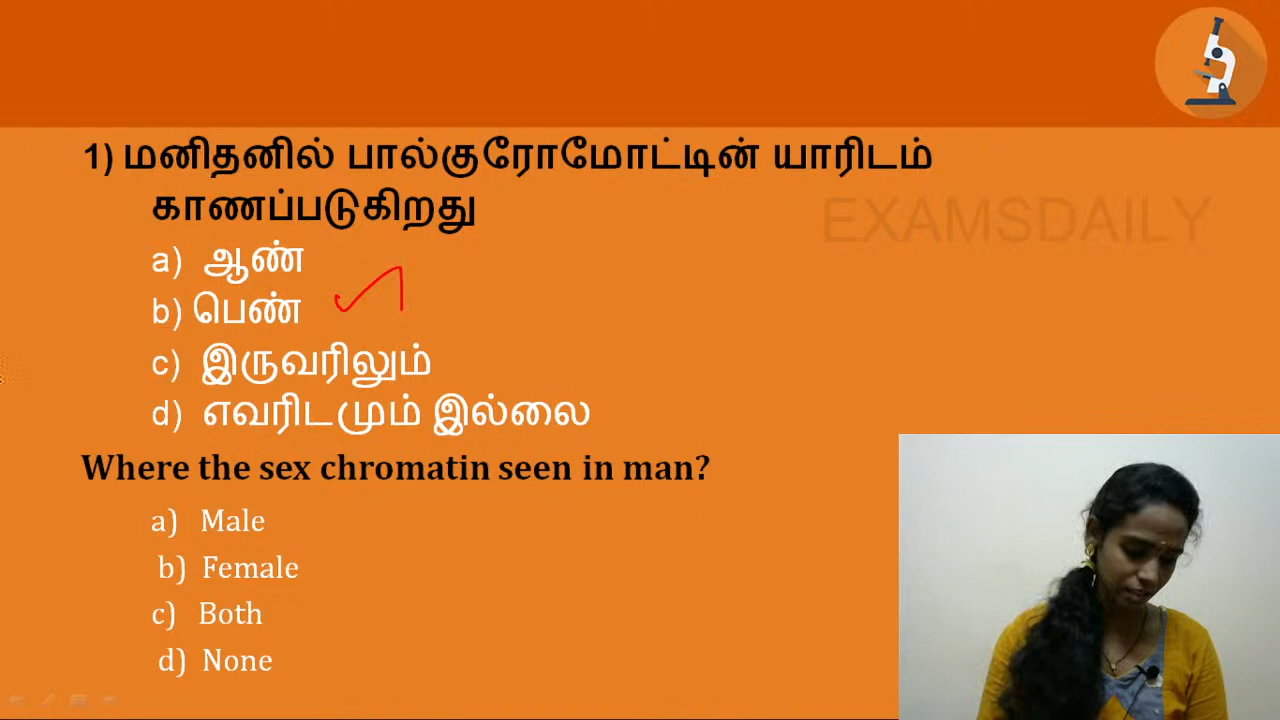 1) மனிதனில் பால்குரோமோட்டின் யாரிடம்
காணப்படுகிறது
EXAMSDAILY
a) ஆண்
b) பெண்
c) இருவரிலும்
d) எவரிடமும் இல்லை
Where the sex chromatin seen in man?
a) Male
b) Female
c) Both
d) None